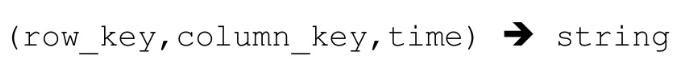 (row_key,column_key,time) ➔ string